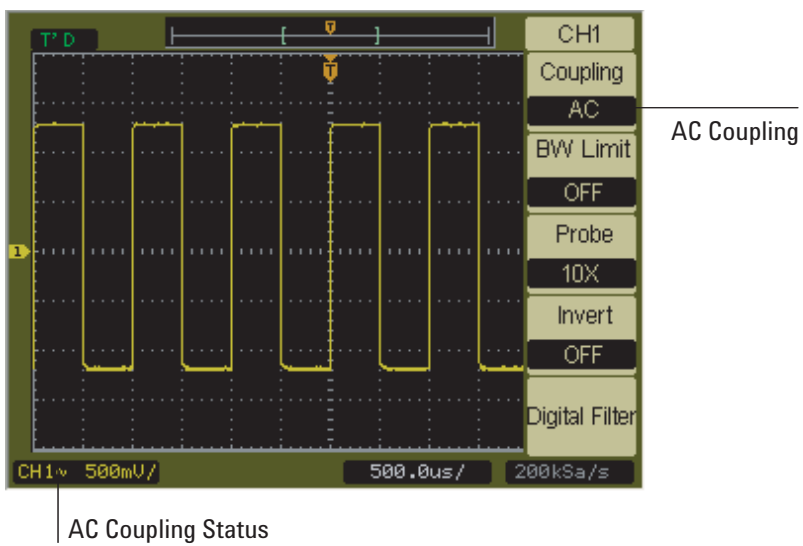 T
T' D
CH1
T
Coupling
AC
AC Coupling
BW Limit
OFF
Probe
1
10X
Invert
OFF
Digital Filter
CH1∿ 500mV/
500.0us/
200kSa/s
AC Coupling Status